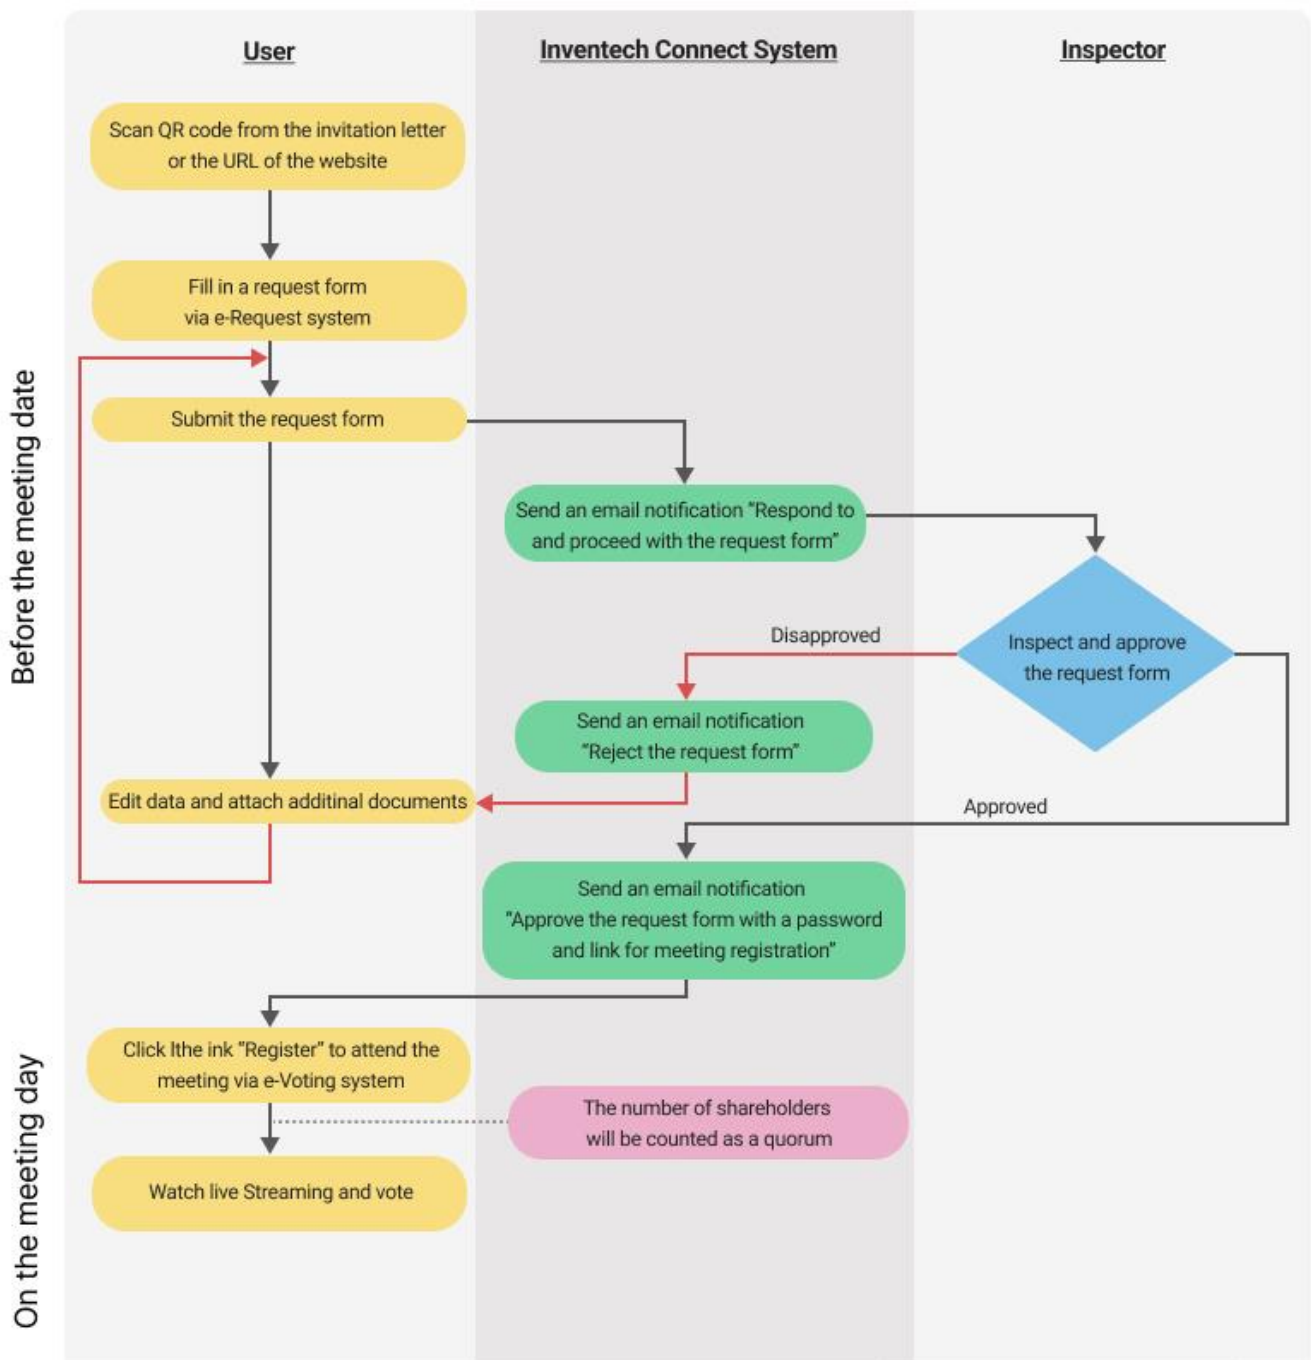 User
Inventech Connect System
Inspector
Before the meeting date
Scan QR code from the invitation letter
or the URL of the website
Fill in a request form
via e-Request system
Submit the request form
Send an email notification “Respond to
and proceed with the request form”
Inspect and approve
the request form
Disapproved
Send an email notification
“Reject the request form”
Edit data and attach additinal documents
Approved
Send an email notification
“Approve the request form with a password
and link for meeting registration”
On the meeting day
Click lthe ink “Register” to attend the
meeting via e-Voting system
The number of shareholders
will be counted as a quorum
Watch live Streaming and vote